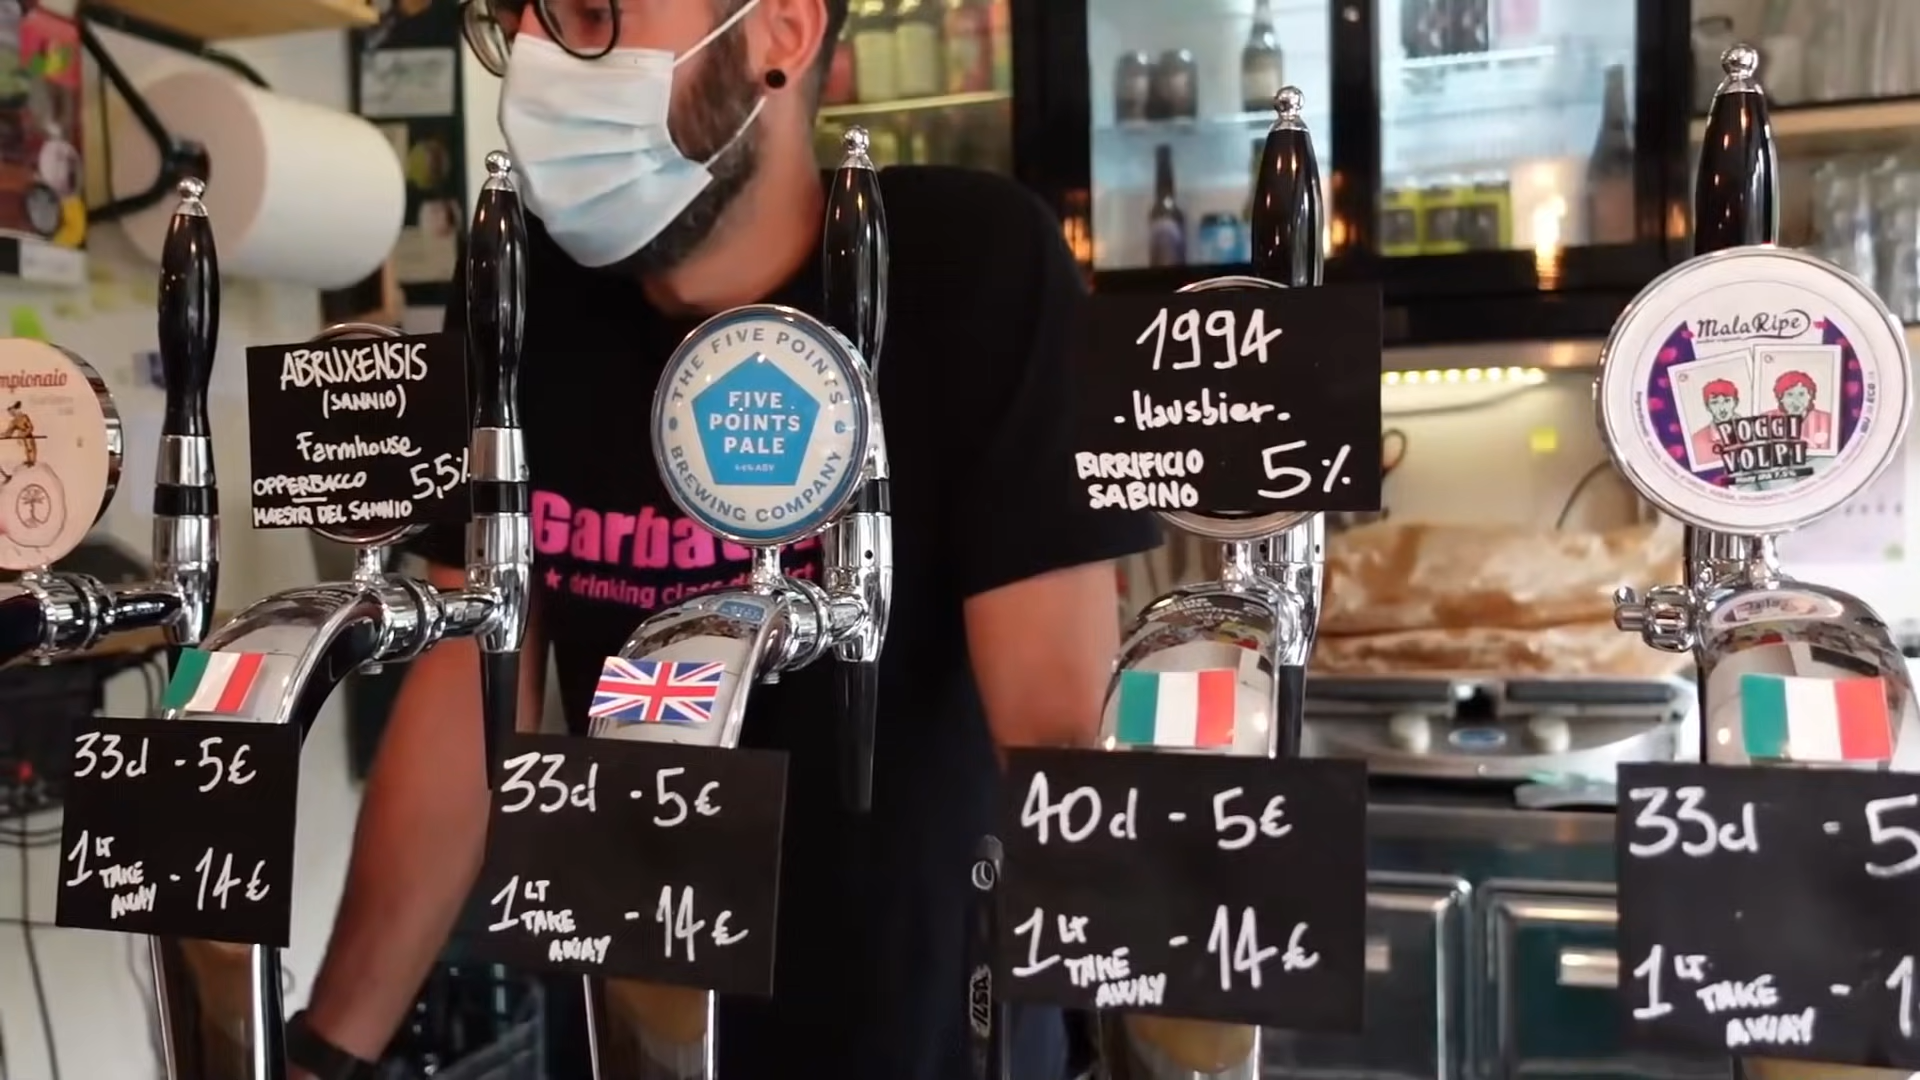 mpionaio
ABRUXENSIS
(SANNIO)
Farmhouse
OPPERBACCO
5,5%
MAESTRI DEL SANNIO
THE FIVE POINTS
FIVE
POINTS
PALE
BREWING COMPANY
Garba
★ drinking
1994
- Hausbier -
BIRRIFICIO
SABINO
5%
MalaRipe
POGGI
VOLPI
33cl - 5€
1 LT
TAKE
AWAY - 14€
33cl - 5€
1 LT
TAKE
AWAY - 14€
40cl - 5€
1 LT
TAKE
AWAY - 14€
33cl - 5
1 LT
TAKE
AWAY - 1